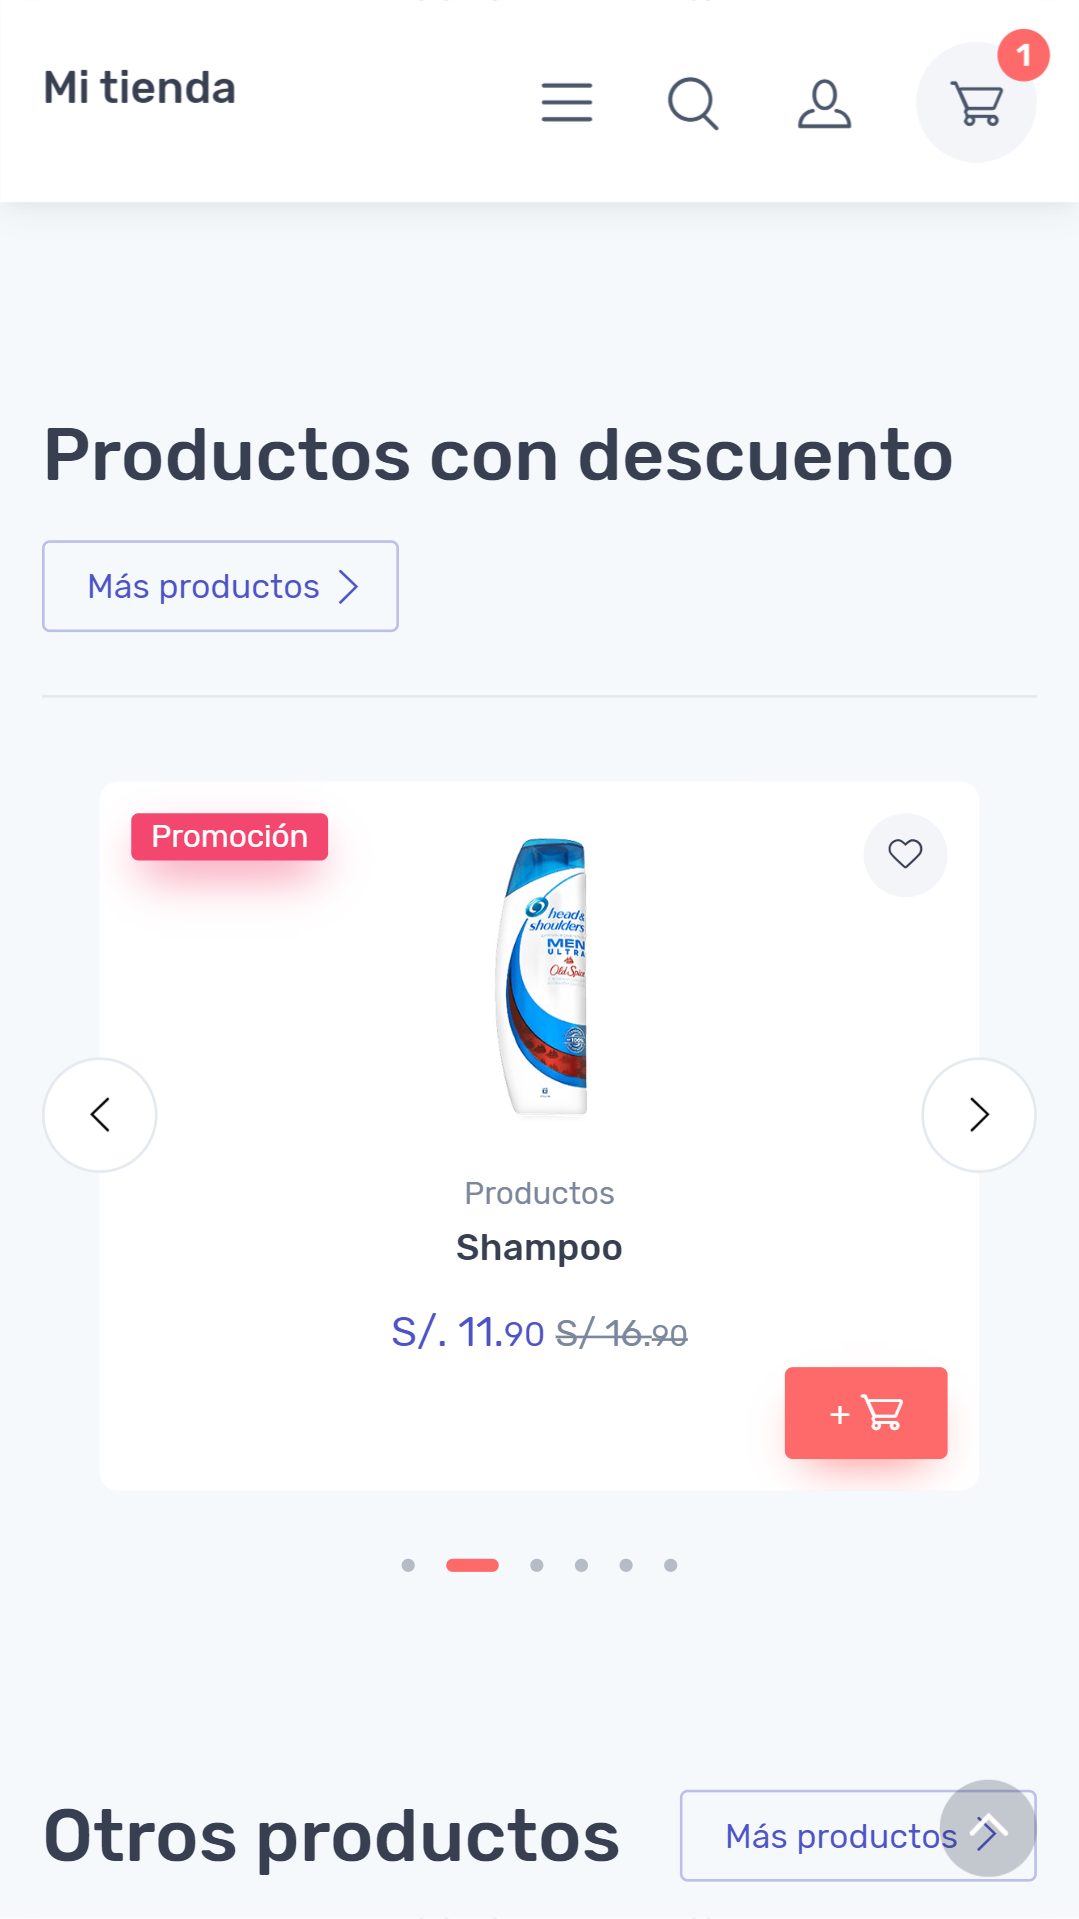 Mi tienda
1
Productos con descuento
Más productos
Promoción
head&
shoulders
MEN
ULTRA
Old Spice
100%
Productos
Shampoo
S/. 11.90 S/ 16.90
+
Otros productos
Más productos